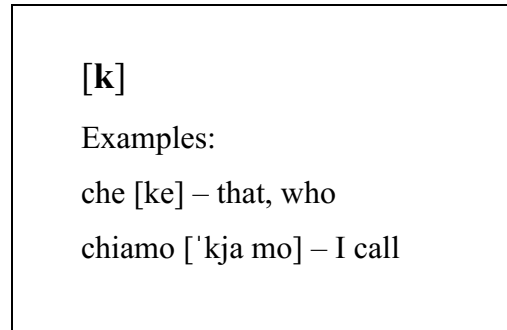 [k]
Examples:
che [ke] – that, who
chiamo [ˈkja mo] – I call